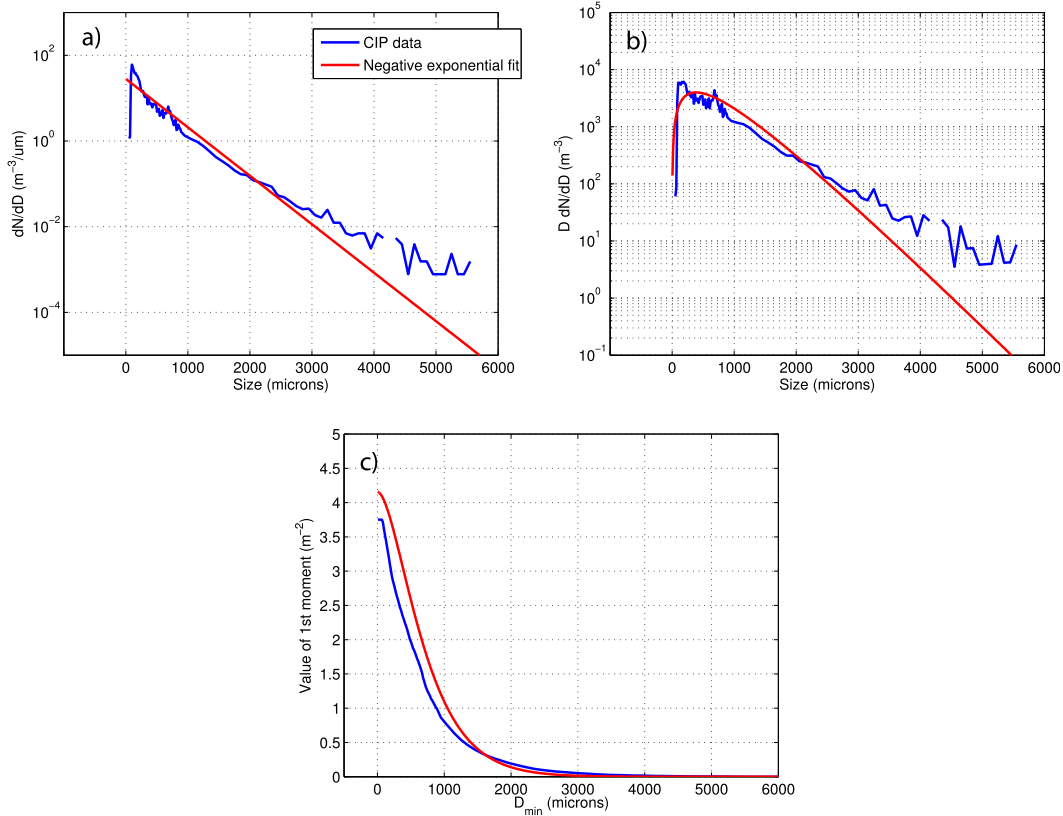 a)
CIP data
Negative exponential fit
10^2
10^0
10^−2
10^−4
dN/dD (m^−3/um)
0 1000 2000 3000 4000 5000 6000
Size (microns)
b)
10^5
10^4
10^3
10^2
10^1
10^0
10^−1
D dN/dD (m^−3)
0 1000 2000 3000 4000 5000 6000
Size (microns)
c)
5
4.5
4
3.5
3
2.5
2
1.5
1
0.5
0
Value of 1st moment (m^−2)
0 1000 2000 3000 4000 5000 6000
D_min (microns)